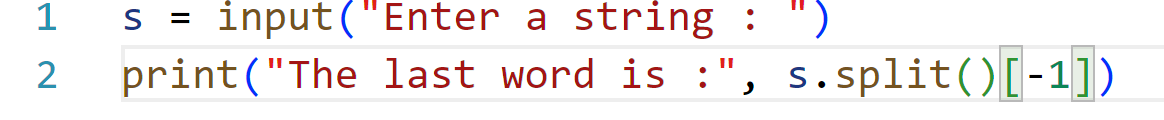 1 s = input("Enter a string : ")
2 print("The last word is :", s.split()[-1])